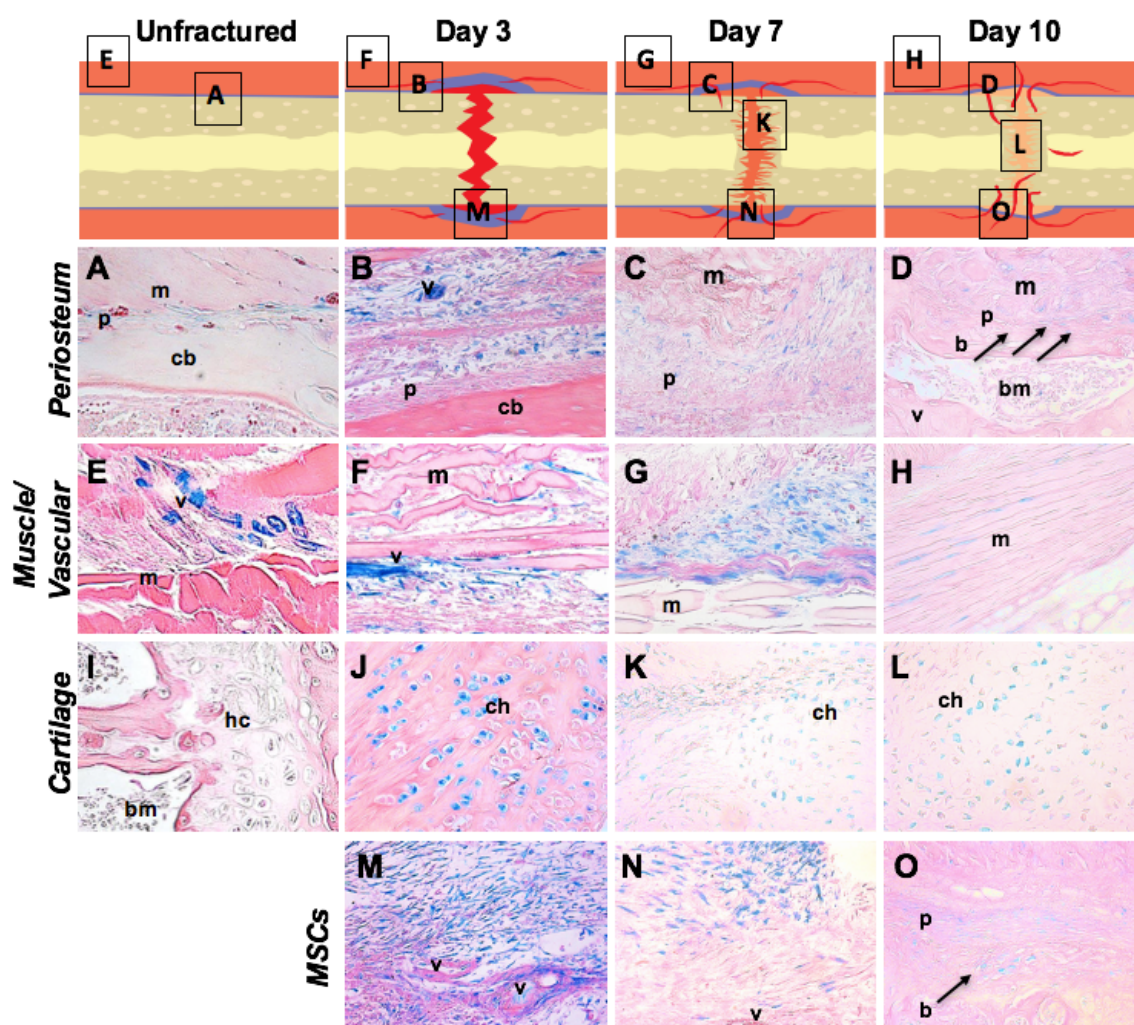 Unfractured Day 3 Day 7 Day 10
E F G H
A B C D
K L
M N O
Periosteum
A B C D
m v m m
p p p p
cb cb b bm
v
Muscle/
Vascular
E F G H
v m m
m v m
Cartilage
I J K L
hc ch ch ch
bm
MSCs
M N O
p
v v v b